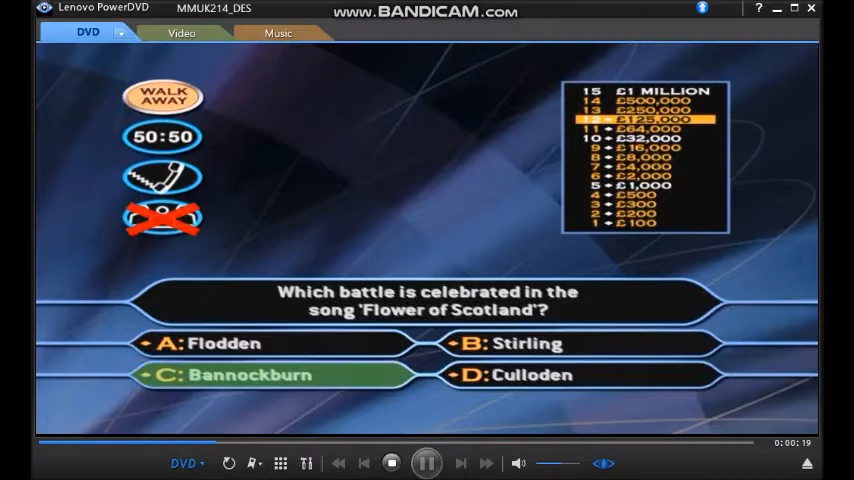 Lenovo PowerDVD
MMUK214_DES
www.BANDICAM.com
DVD
Video
Music
WALK AWAY
50:50
15 £1 MILLION
14 £500,000
13 £250,000
12 £125,000
11 £64,000
10 £32,000
9 £16,000
8 £8,000
7 £4,000
6 £2,000
5 £1,000
4 £500
3 £300
2 £200
1 £100
Which battle is celebrated in the
song 'Flower of Scotland'?
A: Flodden
B: Stirling
C: Bannockburn
D: Culloden
0:00:19
DVD